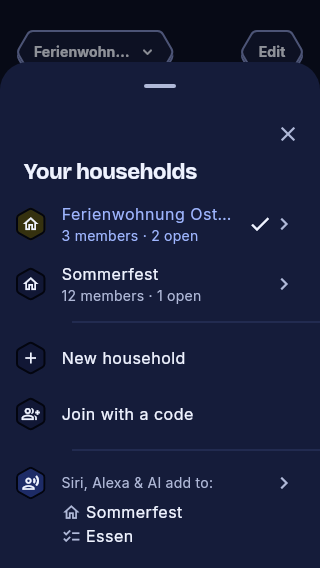 Ferienwohn...
Edit
Your households
Ferienwohnung Ost...
3 members · 2 open
Sommerfest
12 members · 1 open
New household
Join with a code
Siri, Alexa & AI add to:
Sommerfest
Essen